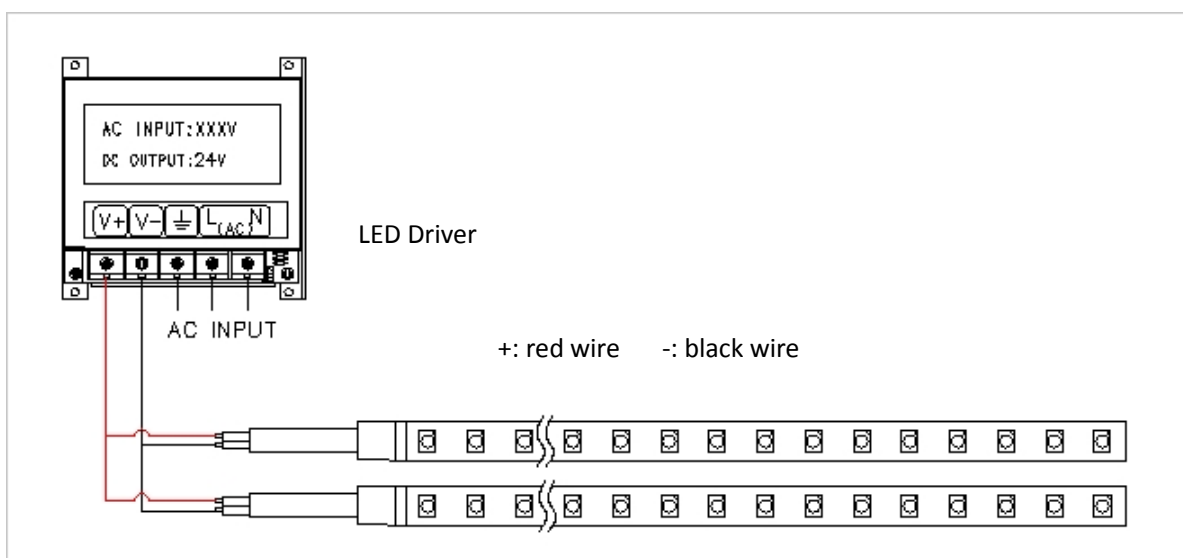 AC INPUT:XXXV
DC OUTPUT:24V
V+ V- L(AC)N
LED Driver
AC INPUT
+: red wire -: black wire